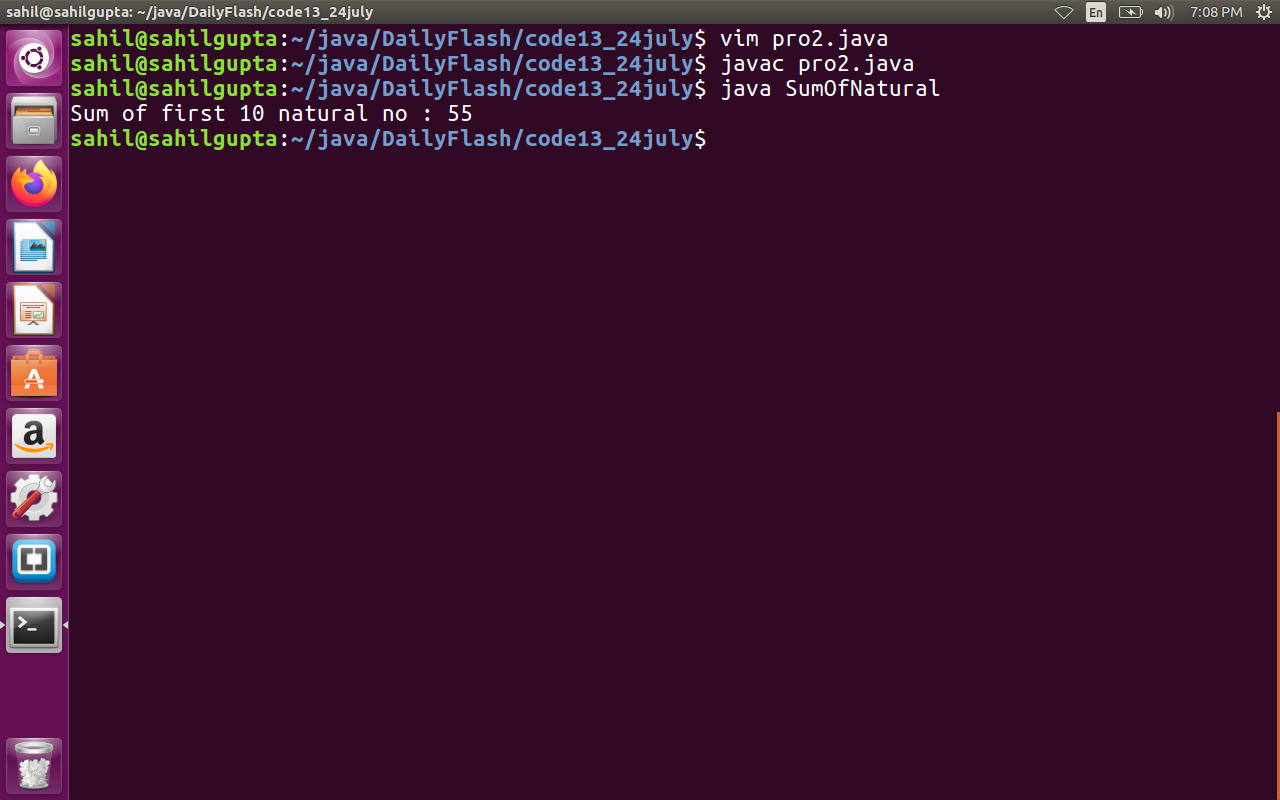 sahil@sahilgupta: ~/java/DailyFlash/code13_24july
En
7:08 PM
sahil@sahilgupta:~/java/DailyFlash/code13_24july$ vim pro2.java
sahil@sahilgupta:~/java/DailyFlash/code13_24july$ javac pro2.java
sahil@sahilgupta:~/java/DailyFlash/code13_24july$ java SumOfNatural
Sum of first 10 natural no : 55
sahil@sahilgupta:~/java/DailyFlash/code13_24july$